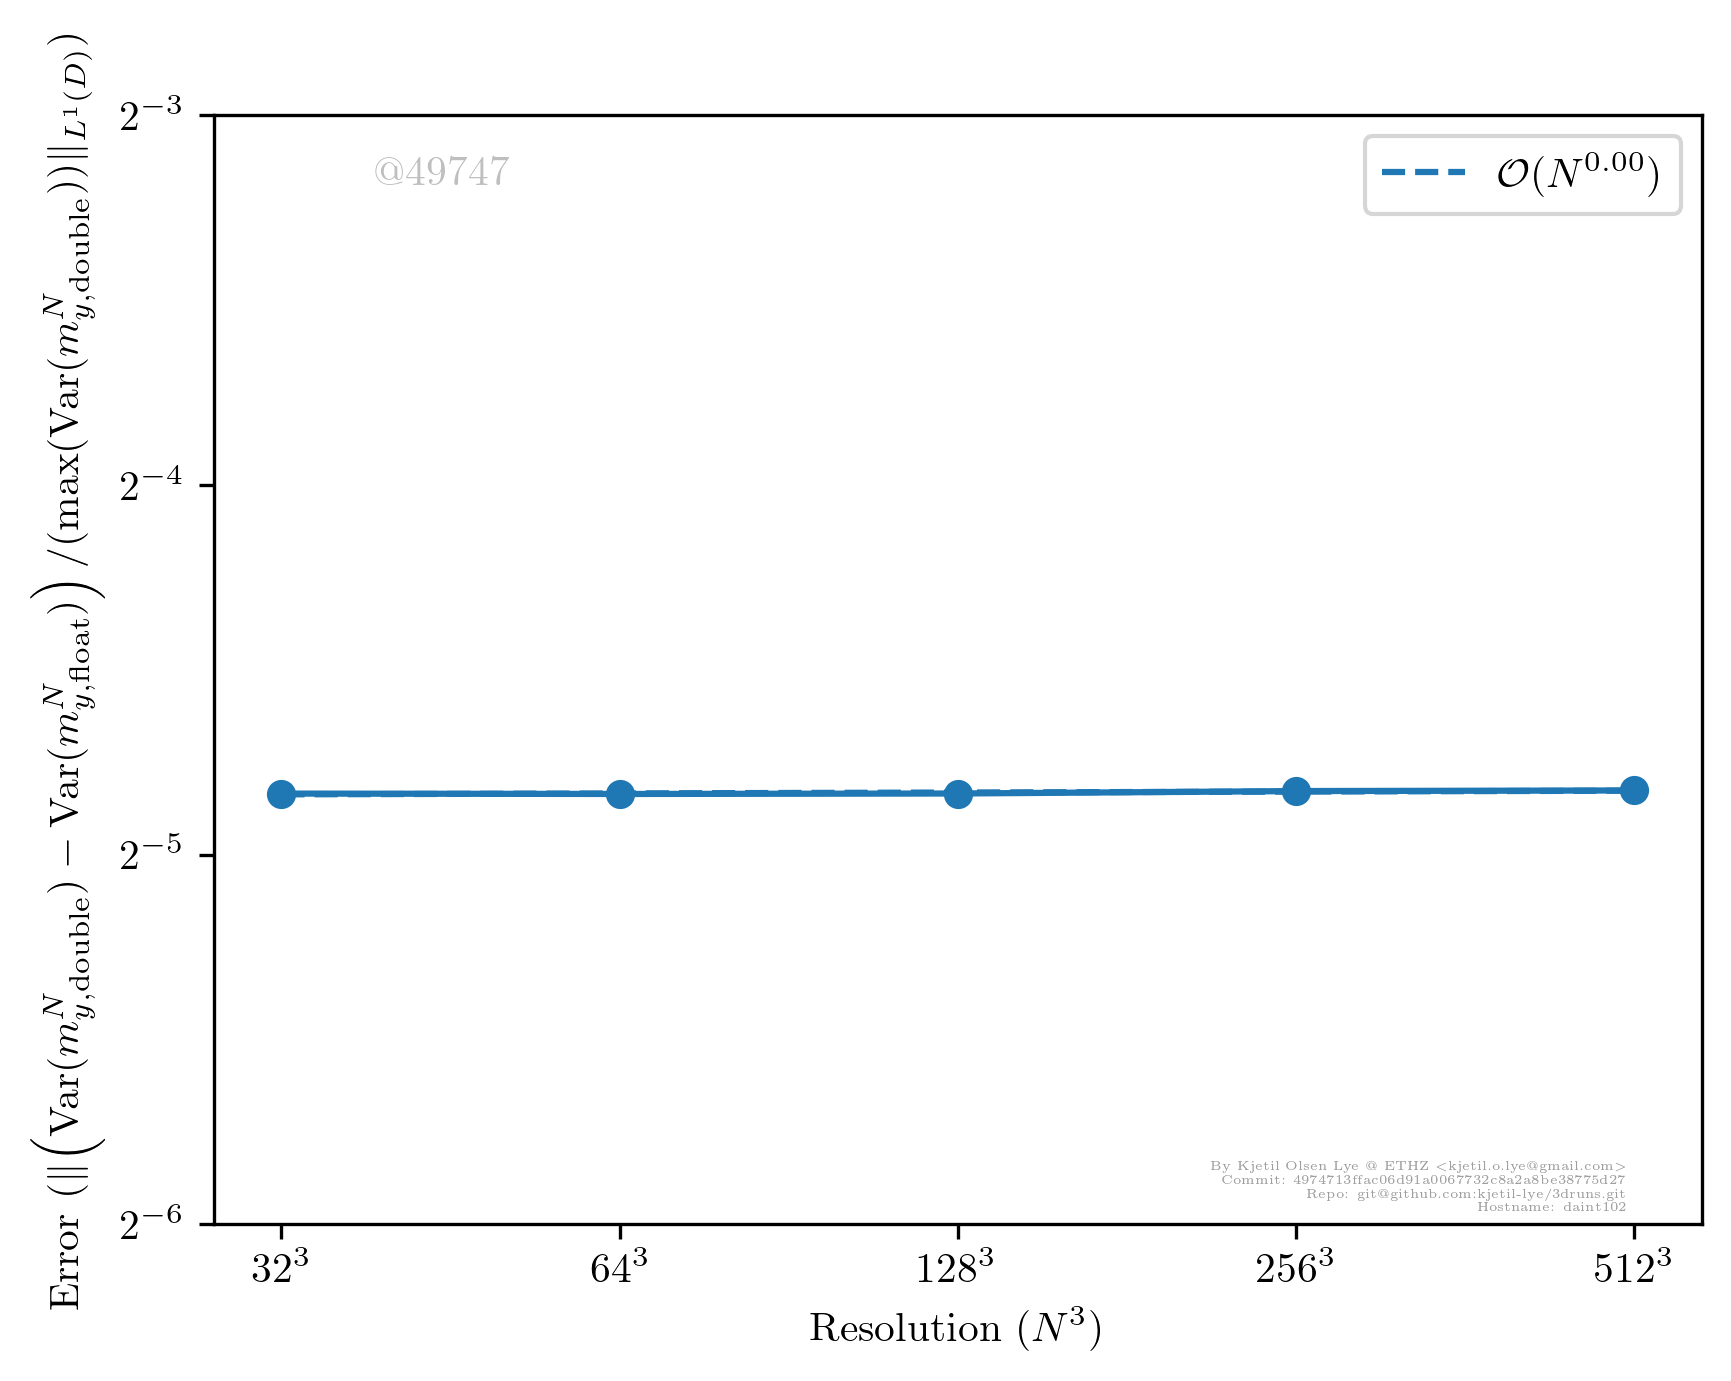 Error (‖(Var(m^N_{y,double}) − Var(m^N_{y,float})) /(max(Var(m^N_{y,double}))‖_{L^1(D)})
2^{−3}
2^{−4}
2^{−5}
2^{−6}
@49747
𝒪(N^{0.00})
By Kjetil Olsen Lye @ ETHZ <kjetil.o.lye@gmail.com>
Commit: 4974713ffac06d91a0067732c8a2a8be38775d27
Repo: git@github.com:kjetil-lye/3druns.git
Hostname: daint102
32^3 64^3 128^3 256^3 512^3
Resolution (N^3)